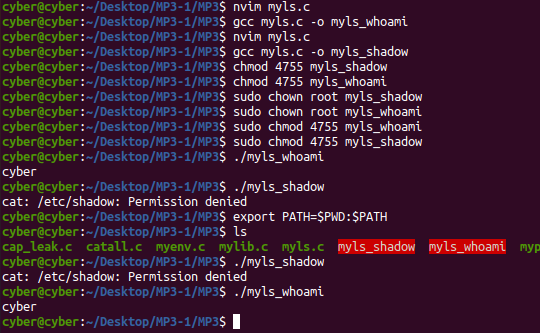 cyber@cyber:~/Desktop/MP3-1/MP3$ nvim myls.c
cyber@cyber:~/Desktop/MP3-1/MP3$ gcc myls.c -o myls_whoami
cyber@cyber:~/Desktop/MP3-1/MP3$ nvim myls.c
cyber@cyber:~/Desktop/MP3-1/MP3$ gcc myls.c -o myls_shadow
cyber@cyber:~/Desktop/MP3-1/MP3$ chmod 4755 myls_shadow
cyber@cyber:~/Desktop/MP3-1/MP3$ chmod 4755 myls_whoami
cyber@cyber:~/Desktop/MP3-1/MP3$ sudo chown root myls_shadow
cyber@cyber:~/Desktop/MP3-1/MP3$ sudo chown root myls_whoami
cyber@cyber:~/Desktop/MP3-1/MP3$ sudo chmod 4755 myls_whoami
cyber@cyber:~/Desktop/MP3-1/MP3$ sudo chmod 4755 myls_shadow
cyber@cyber:~/Desktop/MP3-1/MP3$ ./myls_whoami
cyber
cyber@cyber:~/Desktop/MP3-1/MP3$ ./myls_shadow
cat: /etc/shadow: Permission denied
cyber@cyber:~/Desktop/MP3-1/MP3$ export PATH=$PWD:$PATH
cyber@cyber:~/Desktop/MP3-1/MP3$ ls
cap_leak.c catall.c myenv.c mylib.c myls.c myls_shadow myls_whoami myp
cyber@cyber:~/Desktop/MP3-1/MP3$ ./myls_shadow
cat: /etc/shadow: Permission denied
cyber@cyber:~/Desktop/MP3-1/MP3$ ./myls_whoami
cyber
cyber@cyber:~/Desktop/MP3-1/MP3$